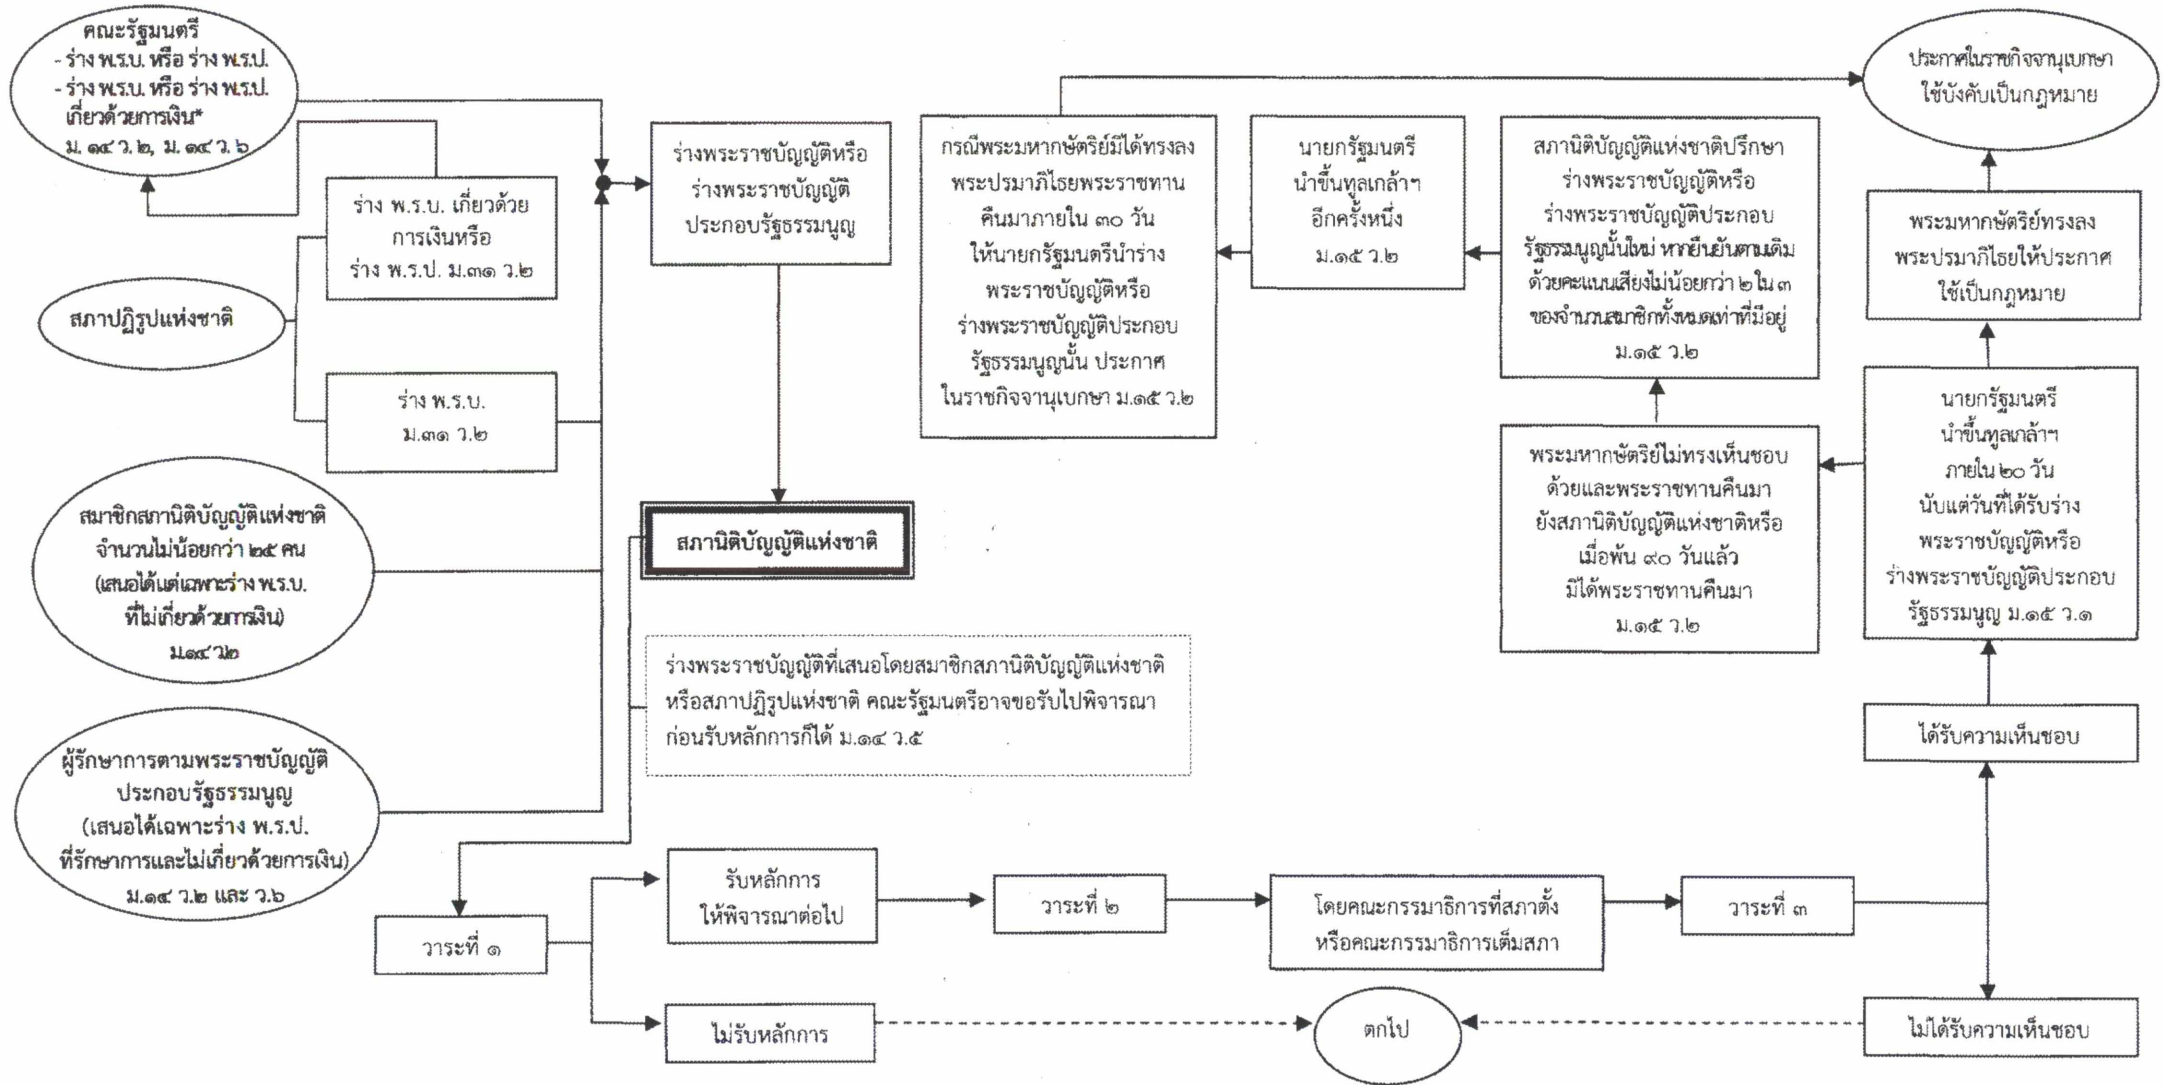 คณะรัฐมนตรี
- ร่าง พ.ร.บ. หรือ ร่าง พ.ร.ป.
- ร่าง พ.ร.บ. หรือ ร่าง พ.ร.ป.
เกี่ยวด้วยการเงิน*
ม. ๑๔ ว. ๒, ม. ๑๔ ว. ๖
ร่าง พ.ร.บ. เกี่ยวด้วย
การเงินหรือ
ร่าง พ.ร.ป. ม.๓๑ ว.๒
สภาปฏิรูปแห่งชาติ
ร่าง พ.ร.บ.
ม.๓๑ ว.๒
สมาชิกสภานิติบัญญัติแห่งชาติ
จำนวนไม่น้อยกว่า ๒๕ คน
(เสนอได้แต่เฉพาะร่าง พ.ร.บ.
ที่ไม่เกี่ยวด้วยการเงิน)
ม.๑๔ ว.๒
ผู้รักษาการตามพระราชบัญญัติ
ประกอบรัฐธรรมนูญ
(เสนอได้เฉพาะร่าง พ.ร.ป.
ที่รักษาการและไม่เกี่ยวด้วยการเงิน)
ม.๑๔ ว.๒ และ ว.๖
ร่างพระราชบัญญัติหรือ
ร่างพระราชบัญญัติ
ประกอบรัฐธรรมนูญ
สภานิติบัญญัติแห่งชาติ
ร่างพระราชบัญญัติที่เสนอโดยสมาชิกสภานิติบัญญัติแห่งชาติ
หรือสภาปฏิรูปแห่งชาติ คณะรัฐมนตรีอาจขอรับไปพิจารณา
ก่อนรับหลักการก็ได้ ม.๑๔ ว.๕
วาระที่ ๑
รับหลักการ
ให้พิจารณาต่อไป
ไม่รับหลักการ
วาระที่ ๒
โดยคณะกรรมาธิการที่สภาตั้ง
หรือคณะกรรมาธิการเต็มสภา
วาระที่ ๓
ตกไป
ไม่ได้รับความเห็นชอบ
ได้รับความเห็นชอบ
นายกรัฐมนตรี
นำขึ้นทูลเกล้าฯ
ภายใน ๒๐ วัน
นับแต่วันที่ได้รับร่าง
พระราชบัญญัติหรือ
ร่างพระราชบัญญัติประกอบ
รัฐธรรมนูญ ม.๑๕ ว.๑
พระมหากษัตริย์ทรงลง
พระปรมาภิไธยให้ประกาศ
ใช้เป็นกฎหมาย
ประกาศในราชกิจจานุเบกษา
ใช้บังคับเป็นกฎหมาย
พระมหากษัตริย์ไม่ทรงเห็นชอบ
ด้วยและพระราชทานคืนมา
ยังสภานิติบัญญัติแห่งชาติหรือ
เมื่อพ้น ๙๐ วันแล้ว
มิได้พระราชทานคืนมา
ม.๑๕ ว.๒
สภานิติบัญญัติแห่งชาติปรึกษา
ร่างพระราชบัญญัติหรือ
ร่างพระราชบัญญัติประกอบ
รัฐธรรมนูญนั้นใหม่ หากยืนยันตามเดิม
ด้วยคะแนนเสียงไม่น้อยกว่า ๒ ใน ๓
ของจำนวนสมาชิกทั้งหมดเท่าที่มีอยู่
ม.๑๕ ว.๒
นายกรัฐมนตรี
นำขึ้นทูลเกล้าฯ
อีกครั้งหนึ่ง
ม.๑๕ ว.๒
กรณีพระมหากษัตริย์มิได้ทรงลง
พระปรมาภิไธยพระราชทาน
คืนมาภายใน ๓๐ วัน
ให้นายกรัฐมนตรีนำร่าง
พระราชบัญญัติหรือ
ร่างพระราชบัญญัติประกอบ
รัฐธรรมนูญนั้น ประกาศ
ในราชกิจจานุเบกษา ม.๑๕ ว.๒